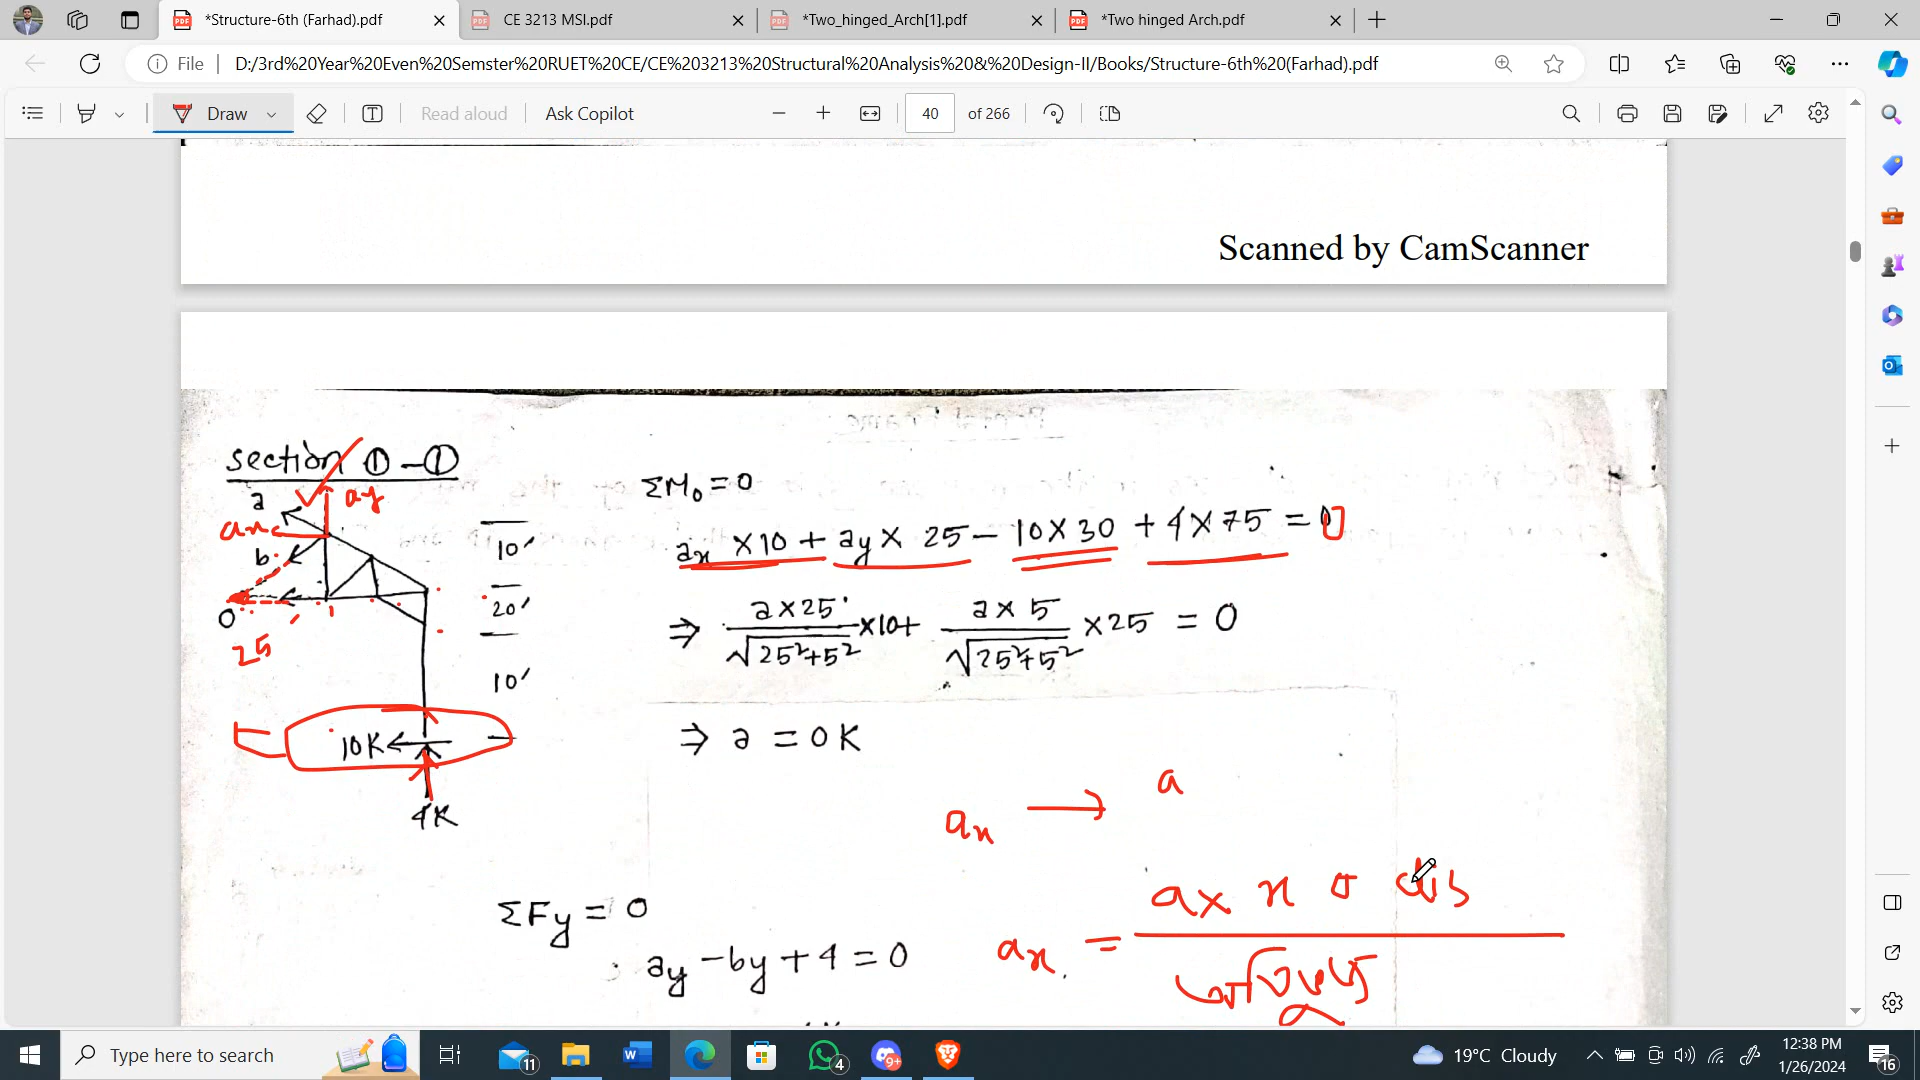 *Structure-6th (Farhad).pdf
CE 3213 MSI.pdf
*Two_hinged_Arch[1].pdf
*Two hinged Arch.pdf
File
D:/3rd%20Year%20Even%20Semster%20RUET%20CE/CE%203213%20Structural%20Analysis%20&%20Design-II/Books/Structure-6th%20(Farhad).pdf
Draw
Read aloud
Ask Copilot
40 of 266
Scanned by CamScanner
section ①-①
a
ay
ax
b
O
25
10'
20'
10'
10K
4K
ΣM₀ = 0
ax ×10 + ay × 25 - 10×30 + 4×75 = 0
⇒ a×25/√25²+5² ×10+ a×5/√25²+5² ×25 = 0
⇒ a = 0K
ax → a
ΣFy = 0
ay - by + 4 = 0
ax = a× x dis
Type here to search
11
4
9+
19°C Cloudy
12:38 PM
1/26/2024
16